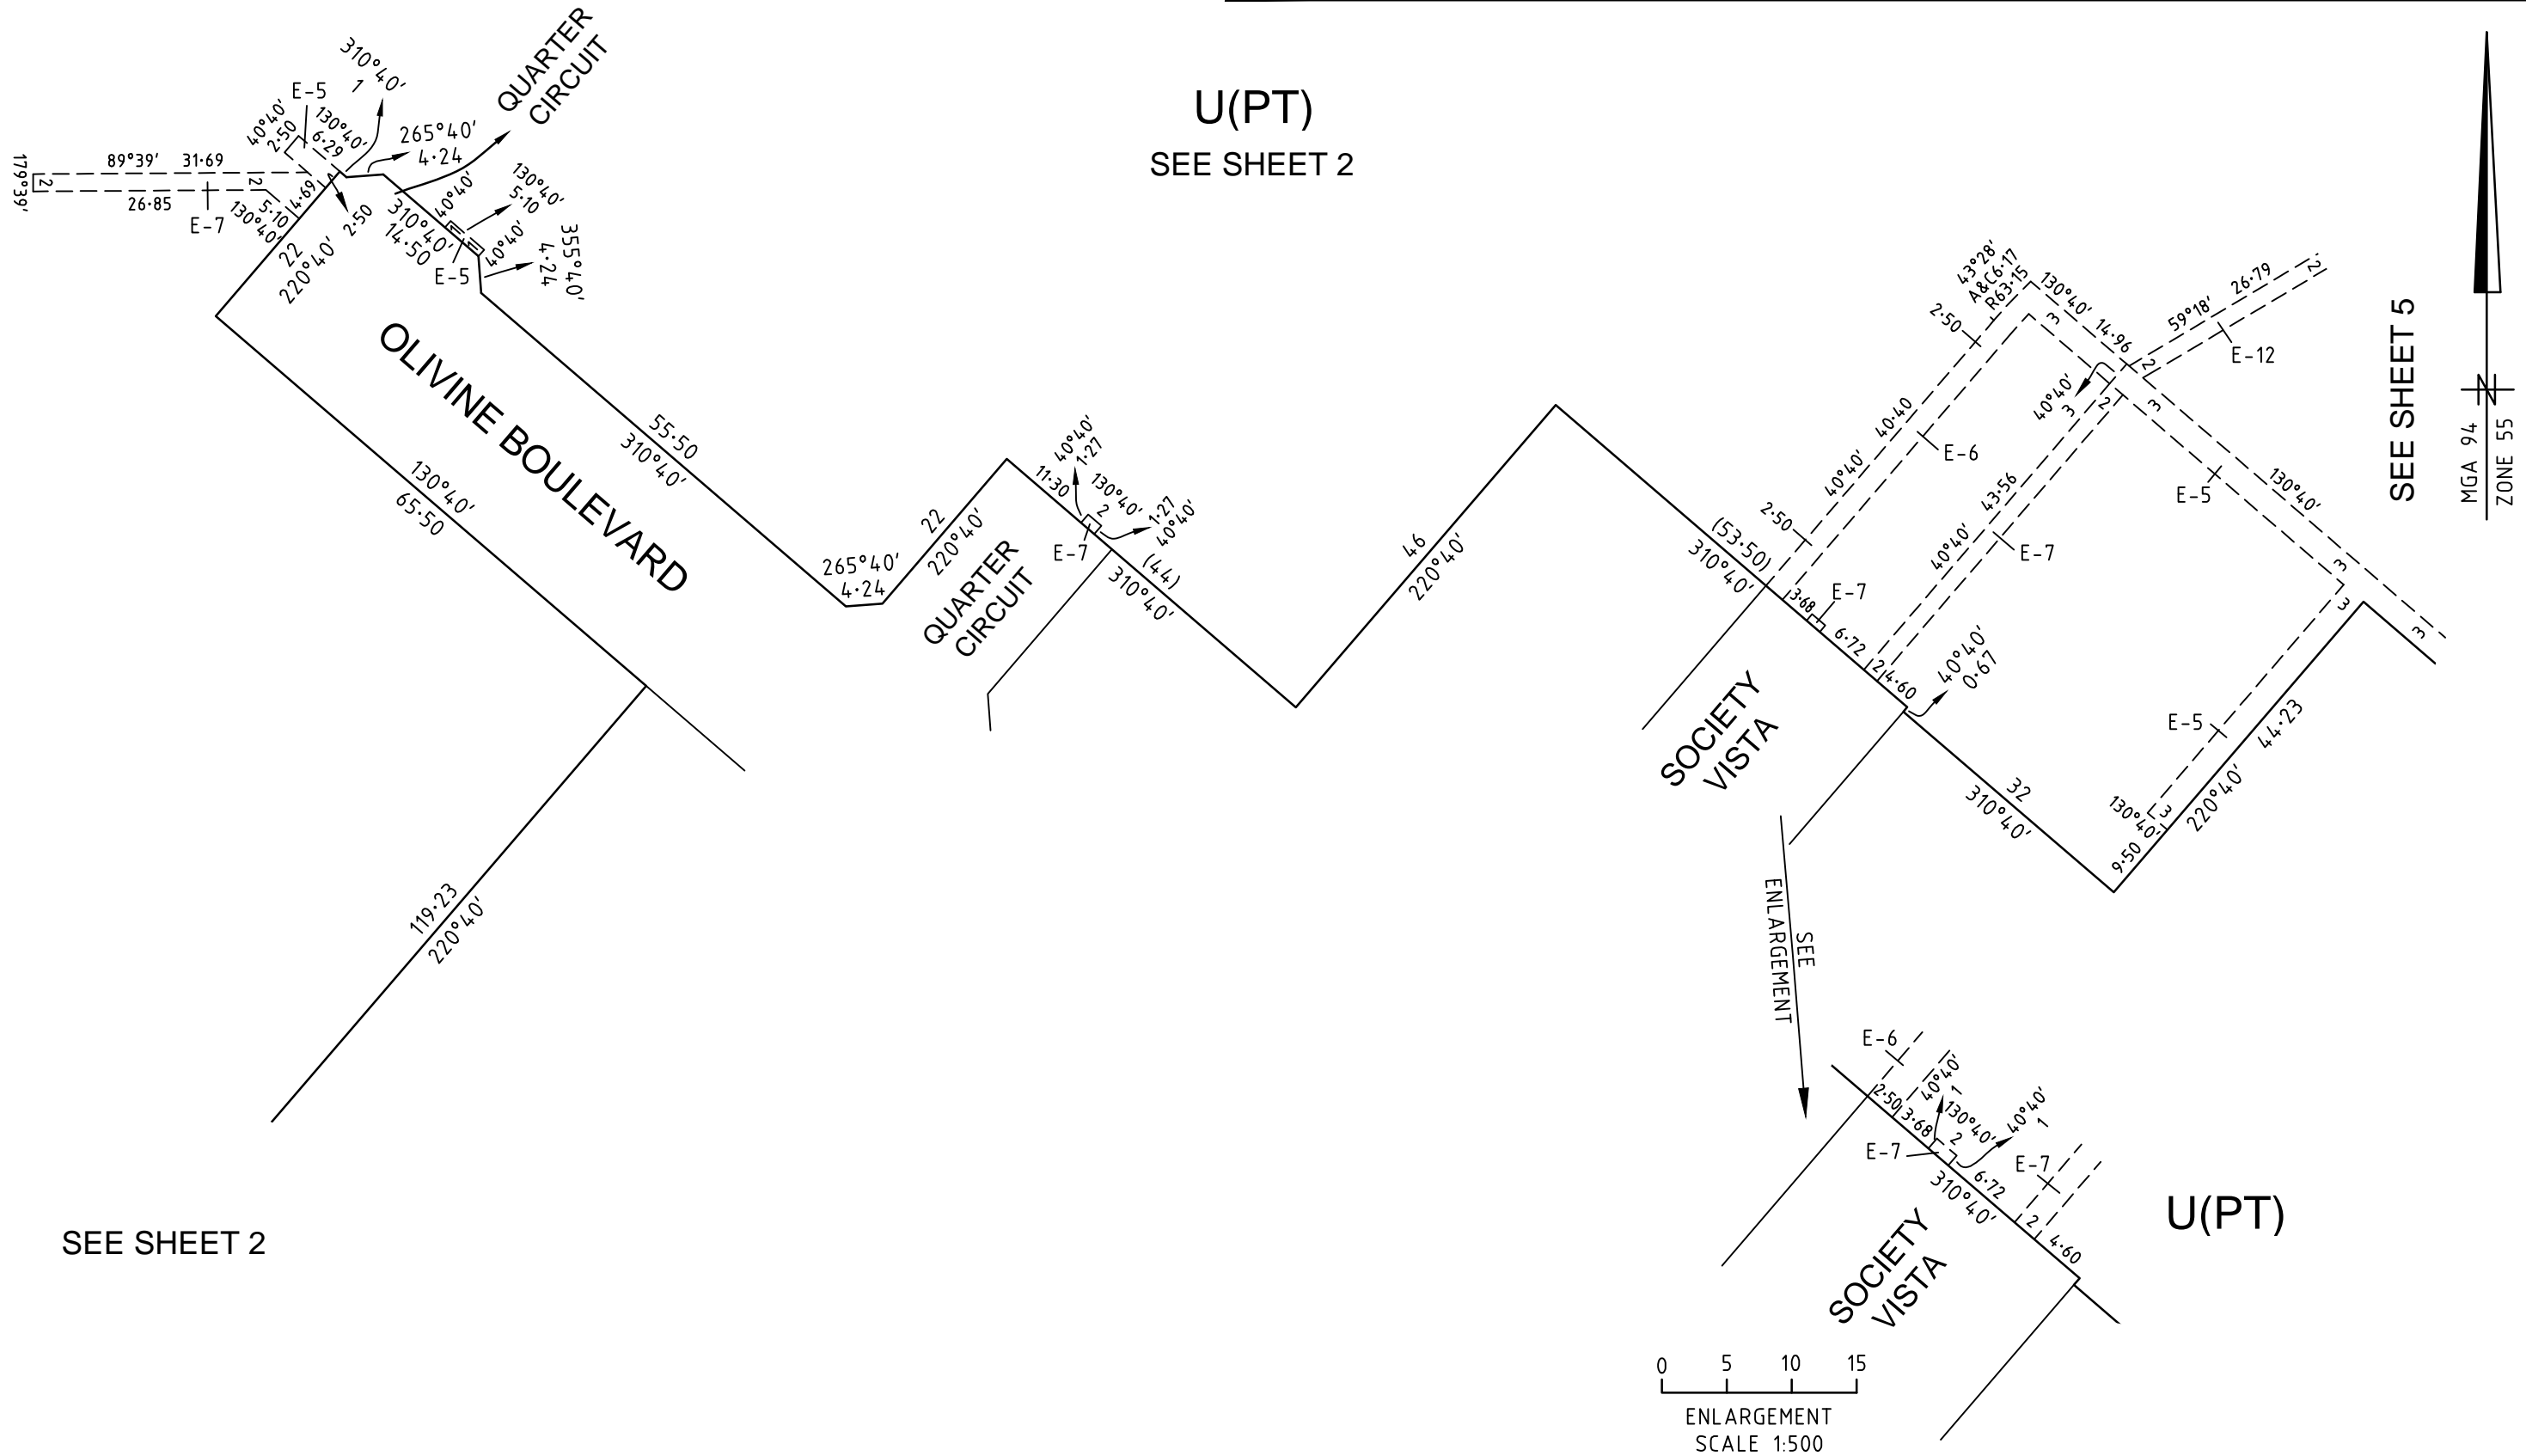 U(PT)
SEE SHEET 2
310°40'
1
QUARTER
CIRCUIT
E-5
40°40'
2·50
130°40'
6·29
265°40'
4·24
179°39'
2
89°39' 31·69
26·85
2
E-7
130°40'
5·10
4·69
2·50
22
220°40'
310°40'
14·50
40°40'
130°40'
5·10
E-5
40°40'
355°40'
4·24
OLIVINE BOULEVARD
55·50
310°40'
130°40'
65·50
265°40'
4·24
22
220°40'
QUARTER
CIRCUIT
11·30
40°40'
1·27
130°40'
2
1·27
40°40'
E-7
(44)
310°40'
46
220°40'
119·23
220°40'
SEE SHEET 2
(53·50)
310°40'
2·50
40°40'
40·40
2·50
43°28'
A&C6·17
R63·15
130°40'
14·96
3
E-6
59°18'
26·79
2
2
E-12
40°40'
3
2
3
43·56
40°40'
E-7
E-5
130°40'
3
3
3
E-5
44·23
220°40'
130°40'
3
9·50
3·68
E-7
6·72
2
4·60
40°40'
0·67
SOCIETY
VISTA
32
310°40'
SEE
ENLARGEMENT
SEE SHEET 5
N
MGA 94
ZONE 55
E-6
2·50
3·68
40°40'
1
130°40'
2
40°40'
1
E-7
6·72
310°40'
E-7
2
4·60
U(PT)
SOCIETY
VISTA
0 5 10 15
ENLARGEMENT
SCALE 1:500